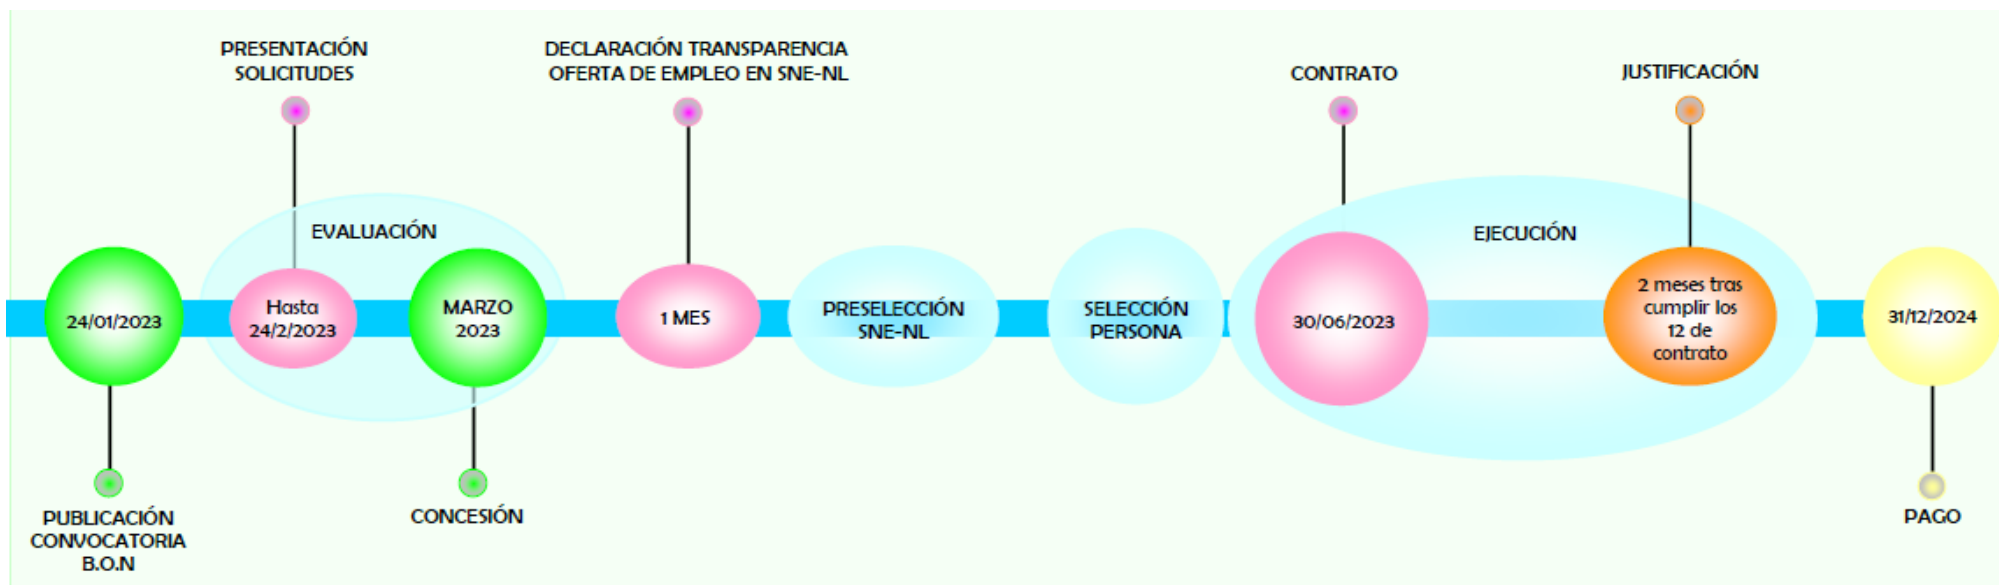 PRESENTACIÓN
SOLICITUDES
DECLARACIÓN TRANSPARENCIA
OFERTA DE EMPLEO EN SNE-NL
CONTRATO
JUSTIFICACIÓN
EVALUACIÓN
EJECUCIÓN
24/01/2023
Hasta
24/2/2023
MARZO
2023
1 MES
PRESELECCIÓN
SNE-NL
SELECCIÓN
PERSONA
30/06/2023
2 meses tras
cumplir los
12 de
contrato
31/12/2024
PUBLICACIÓN
CONVOCATORIA
B.O.N
CONCESIÓN
PAGO